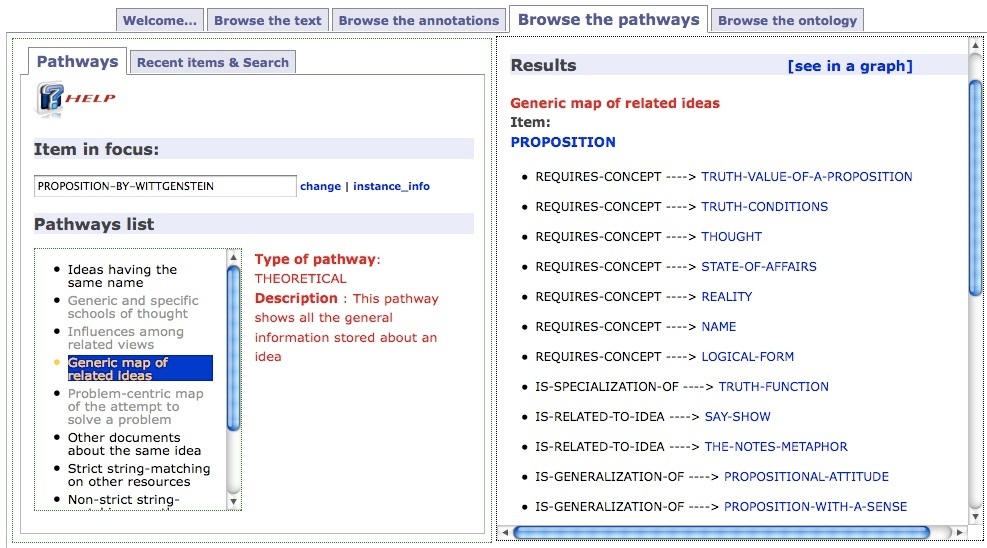 Welcome...
Browse the text
Browse the annotations
Browse the pathways
Browse the ontology
Pathways
Recent items & Search
HELP
Item in focus:
PROPOSITION-BY-WITTGENSTEIN
change | instance_info
Pathways list
Ideas having the
same name
Generic and specific
schools of thought
Influences among
related views
Generic map of
related ideas
Problem-centric map
of the attempt to
solve a problem
Other documents
about the same idea
Strict string-matching
on other resources
Non-strict string-
Type of pathway:
THEORETICAL
Description : This pathway
shows all the general
information stored about an
idea
Results
[see in a graph]
Generic map of related ideas
Item:
PROPOSITION
REQUIRES-CONCEPT ----> TRUTH-VALUE-OF-A-PROPOSITION
REQUIRES-CONCEPT ----> TRUTH-CONDITIONS
REQUIRES-CONCEPT ----> THOUGHT
REQUIRES-CONCEPT ----> STATE-OF-AFFAIRS
REQUIRES-CONCEPT ----> REALITY
REQUIRES-CONCEPT ----> NAME
REQUIRES-CONCEPT ----> LOGICAL-FORM
IS-SPECIALIZATION-OF ----> TRUTH-FUNCTION
IS-RELATED-TO-IDEA ----> SAY-SHOW
IS-RELATED-TO-IDEA ----> THE-NOTES-METAPHOR
IS-GENERALIZATION-OF ----> PROPOSITIONAL-ATTITUDE
IS-GENERALIZATION-OF ----> PROPOSITION-WITH-A-SENSE